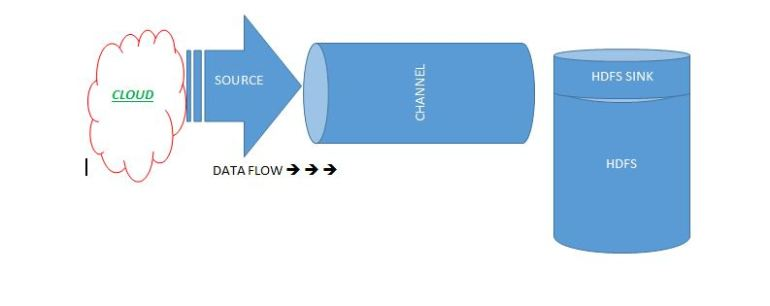 CLOUD
SOURCE
CHANNEL
HDFS SINK
HDFS
DATA FLOW → → →